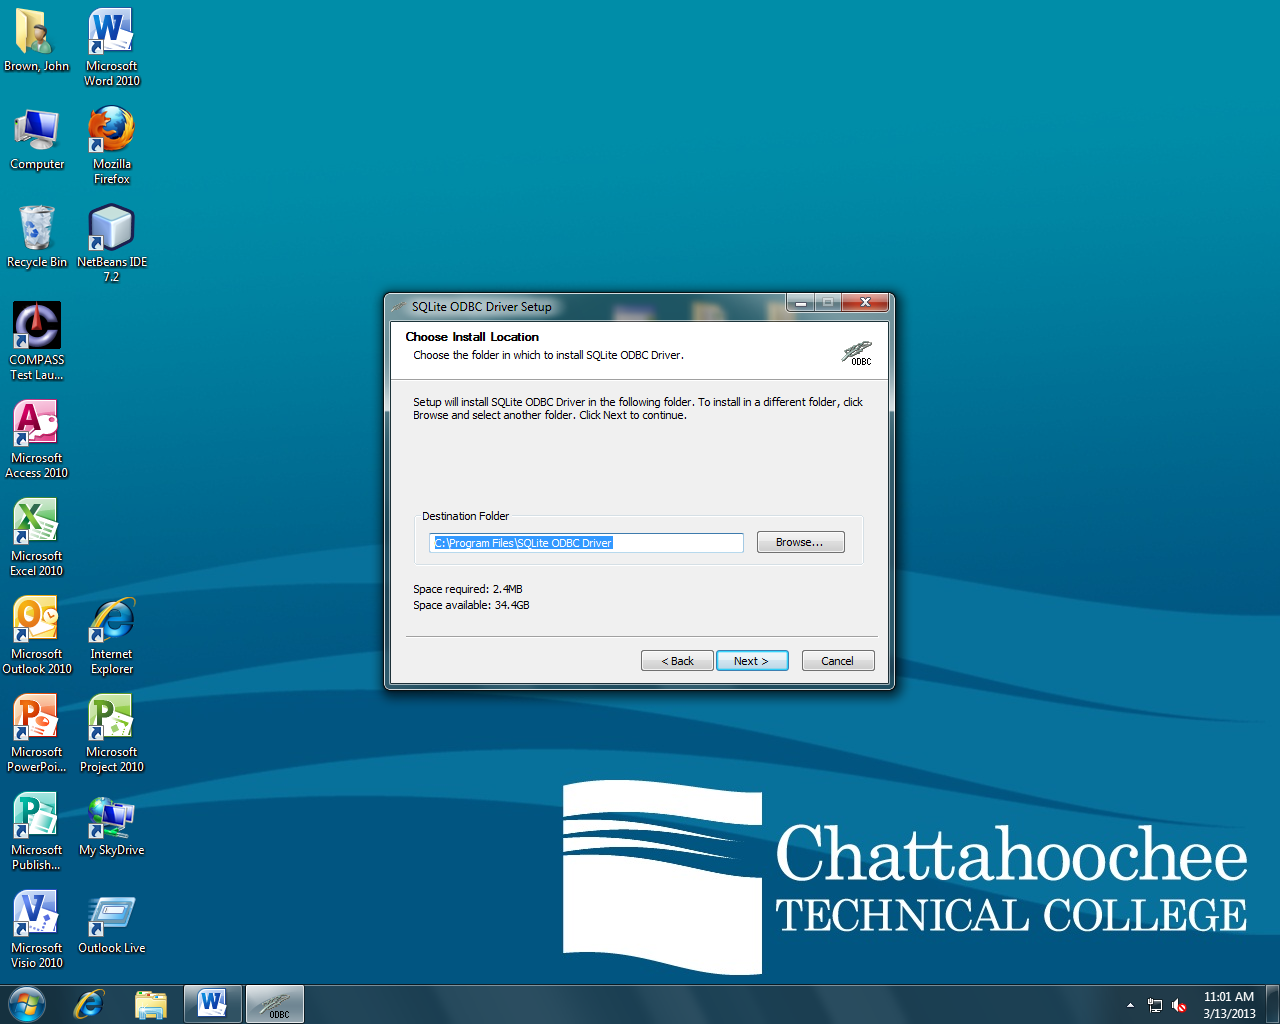 Brown, John
Microsoft
Word 2010
Computer
Mozilla
Firefox
Recycle Bin
NetBeans IDE
7.2
COMPASS
Test Lau...
Microsoft
Access 2010
Microsoft
Excel 2010
Microsoft
Outlook 2010
Internet
Explorer
Microsoft
PowerPoi...
Microsoft
Project 2010
Microsoft
Publish...
My SkyDrive
Microsoft
Visio 2010
Outlook Live
SQLite ODBC Driver Setup
Choose Install Location
Choose the folder in which to install SQLite ODBC Driver.
ODBC
Setup will install SQLite ODBC Driver in the following folder. To install in a different folder, click
Browse and select another folder. Click Next to continue.
Destination Folder
C:\Program Files\SQLite ODBC Driver
Browse...
Space required: 2.4MB
Space available: 34.4GB
< Back
Next >
Cancel
Chattahoochee
TECHNICAL COLLEGE
ODBC
11:01 AM
3/13/2013